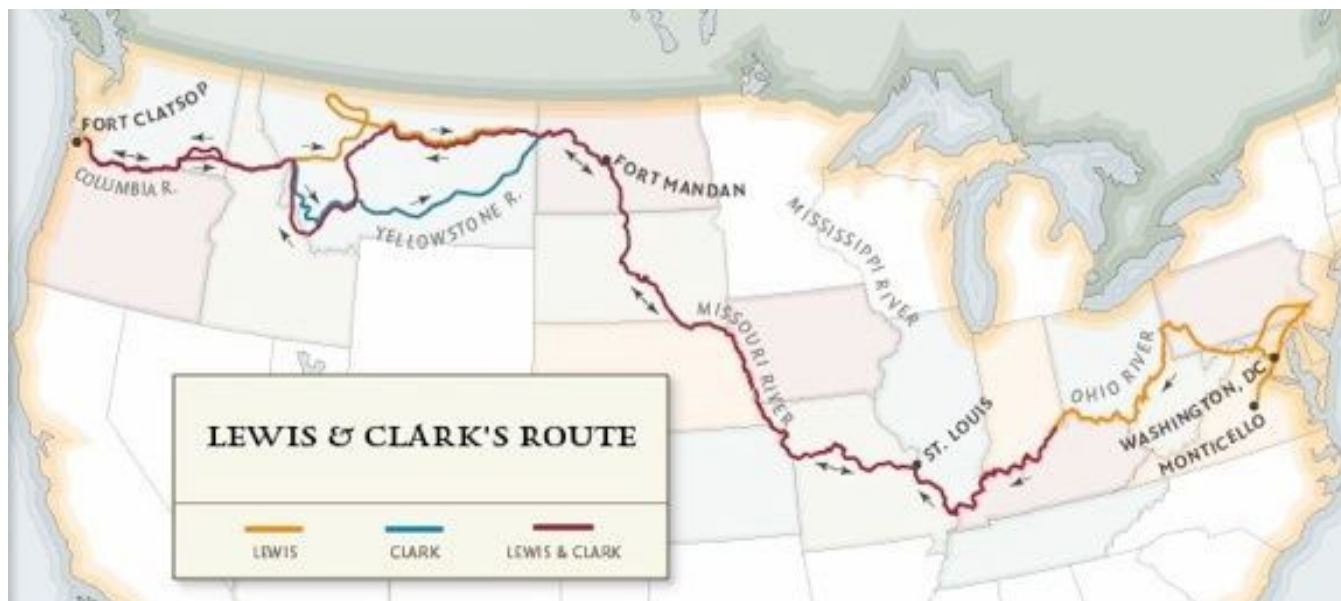 FORT CLATSOP
COLUMBIA R.
YELLOWSTONE R.
FORT MANDAN
MISSISSIPPI RIVER
MISSOURI RIVER
OHIO RIVER
WASHINGTON, DC
ST. LOUIS
MONTICELLO
LEWIS & CLARK'S ROUTE
LEWIS
CLARK
LEWIS & CLARK